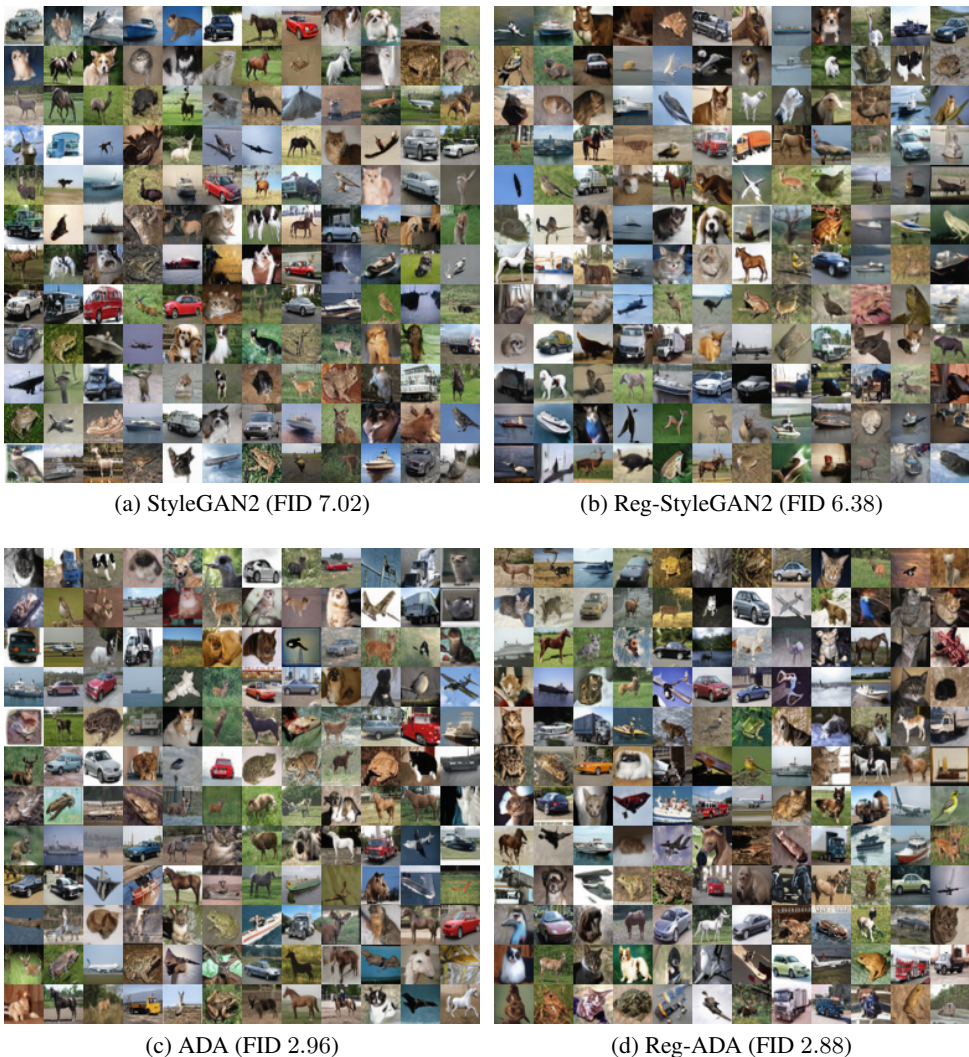 (a) StyleGAN2 (FID 7.02)
(b) Reg-StyleGAN2 (FID 6.38)
(c) ADA (FID 2.96)
(d) Reg-ADA (FID 2.88)